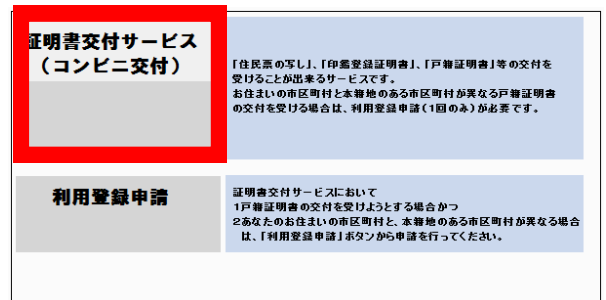 証明書交付サービス
(コンビニ交付)
「住民票の写し」、「印鑑登録証明書」、「戸籍証明書」等の交付を
受けることが出来るサービスです。
お住まいの市区町村と本籍地のある市区町村が異なる戸籍証明書
の交付を受ける場合は、利用登録申請(1回のみ)が必要です。
利用登録申請
証明書交付サービスにおいて
1戸籍証明書の交付を受けようとする場合かつ
2あなたのお住まいの市区町村と、本籍地のある市区町村が異なる場合
は、「利用登録申請」ボタンから申請を行ってください。